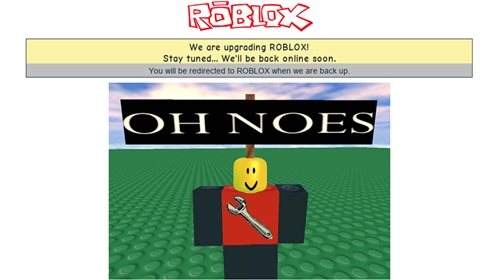 ROBLOX
We are upgrading ROBLOX!
Stay tuned... We'll be back online soon.
You will be redirected to ROBLOX when we are back up.
OH NOES